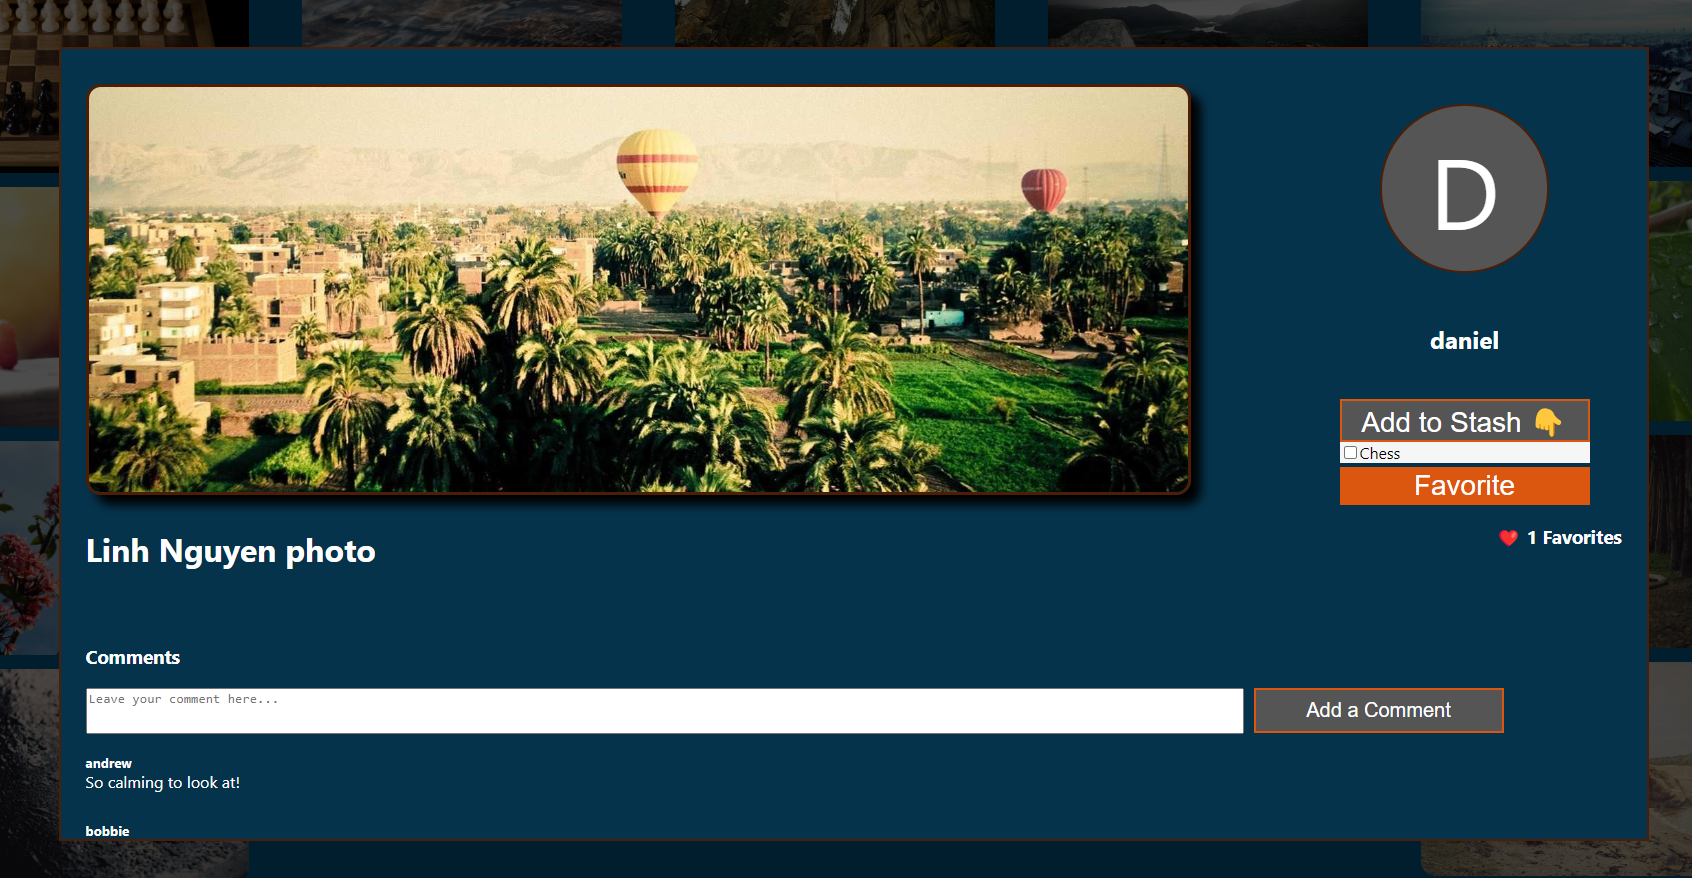 D
daniel
Add to Stash 👇
Chess
Favorite
❤️ 1 Favorites
Linh Nguyen photo
Comments
Leave your comment here...
Add a Comment
andrew
So calming to look at!
bobbie